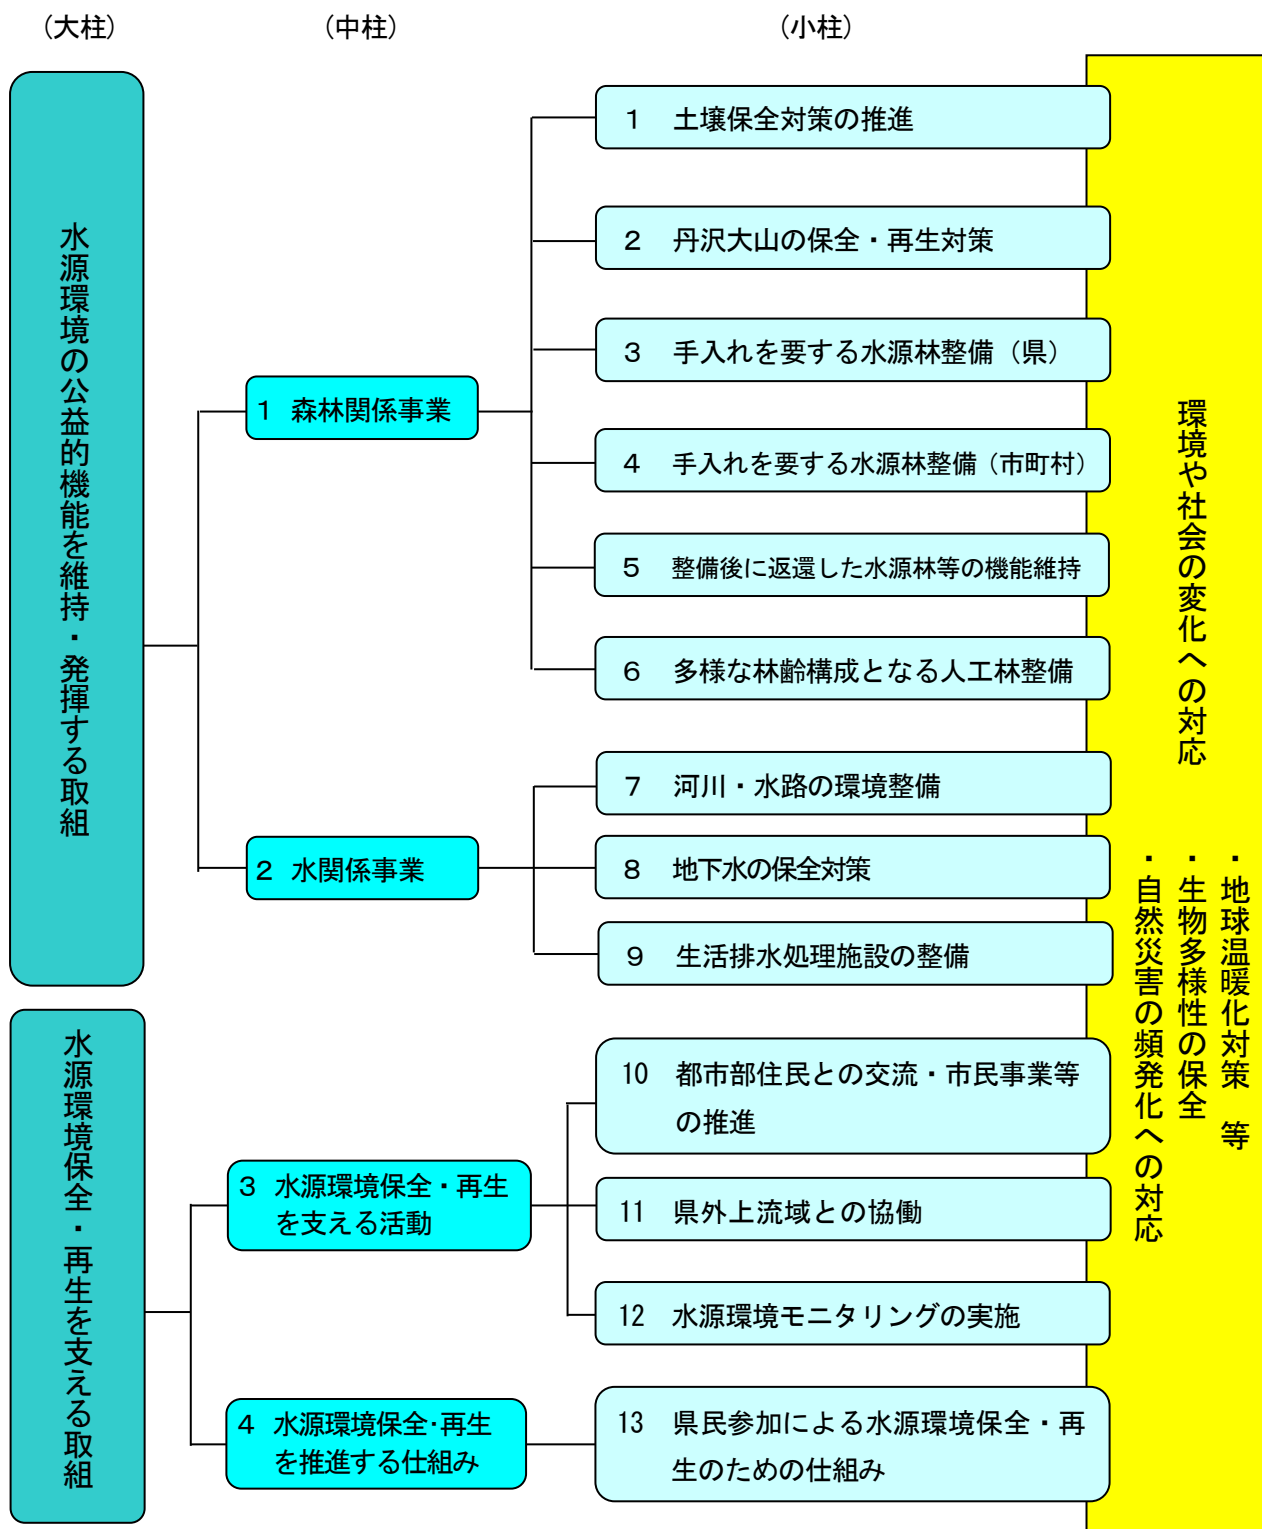 （大柱）
（中柱）
（小柱）
水源環境の公益的機能を維持・発揮する取組
1 森林関係事業
1 土壌保全対策の推進
2 丹沢大山の保全・再生対策
3 手入れを要する水源林整備（県）
4 手入れを要する水源林整備（市町村）
5 整備後に返還した水源林等の機能維持
6 多様な林齢構成となる人工林整備
2 水関係事業
7 河川・水路の環境整備
8 地下水の保全対策
9 生活排水処理施設の整備
水源環境保全・再生を支える取組
3 水源環境保全・再生
を支える活動
10 都市部住民との交流・市民事業等
の推進
11 県外上流域との協働
12 水源環境モニタリングの実施
4 水源環境保全・再生
を推進する仕組み
13 県民参加による水源環境保全・再
生のための仕組み
環境や社会の変化への対応
・地球温暖化対策 等
・生物多様性の保全
・自然災害の頻発化への対応